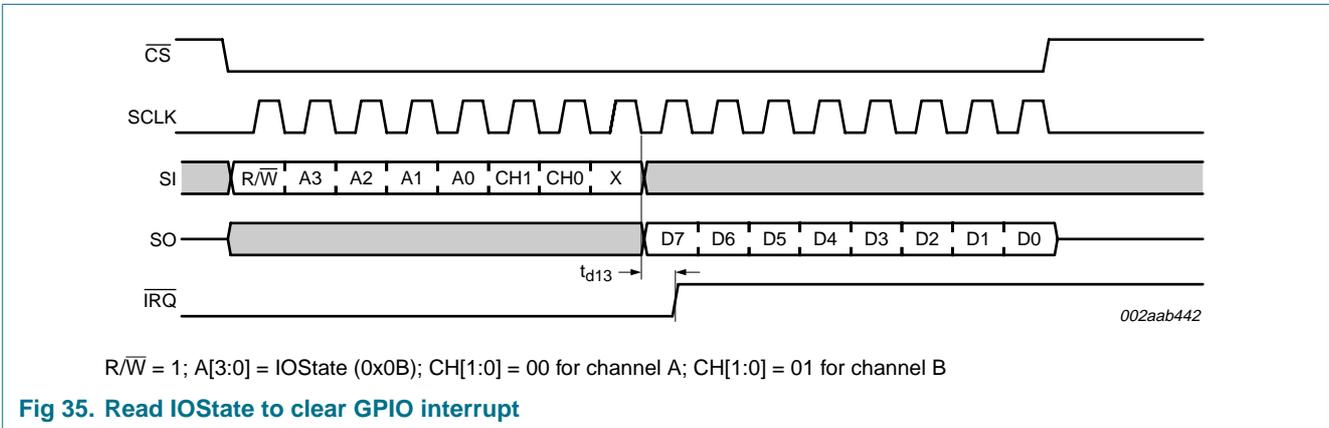 CS
SCLK
SI R/W A3 A2 A1 A0 CH1 CH0 X
SO D7 D6 D5 D4 D3 D2 D1 D0
td13
IRQ
002aab442
R/W = 1; A[3:0] = IOState (0x0B); CH[1:0] = 00 for channel A; CH[1:0] = 01 for channel B
Fig 35. Read IOState to clear GPIO interrupt